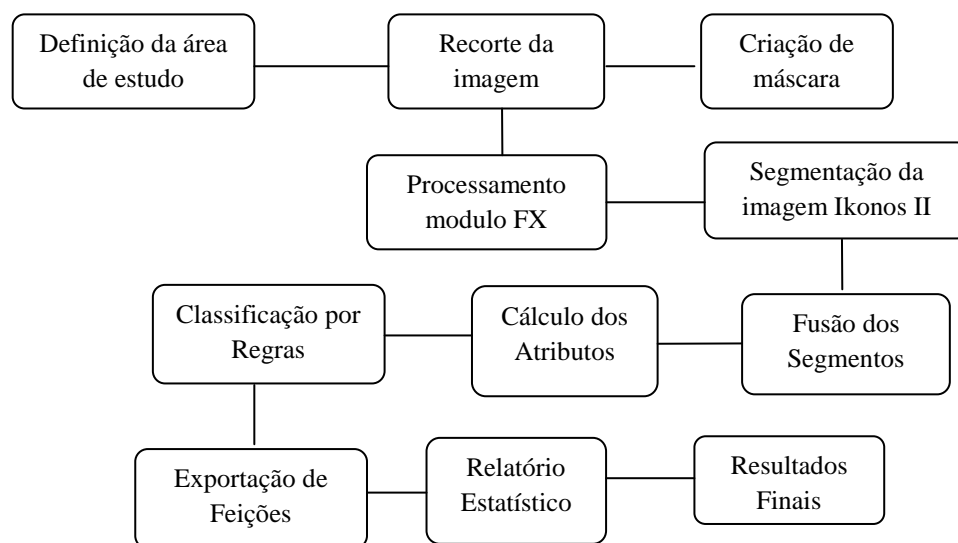 Definição da área
de estudo
Recorte da
imagem
Criação de
máscara
Processamento
modulo FX
Segmentação da
imagem Ikonos II
Classificação por
Regras
Cálculo dos
Atributos
Fusão dos
Segmentos
Exportação de
Feições
Relatório
Estatístico
Resultados
Finais